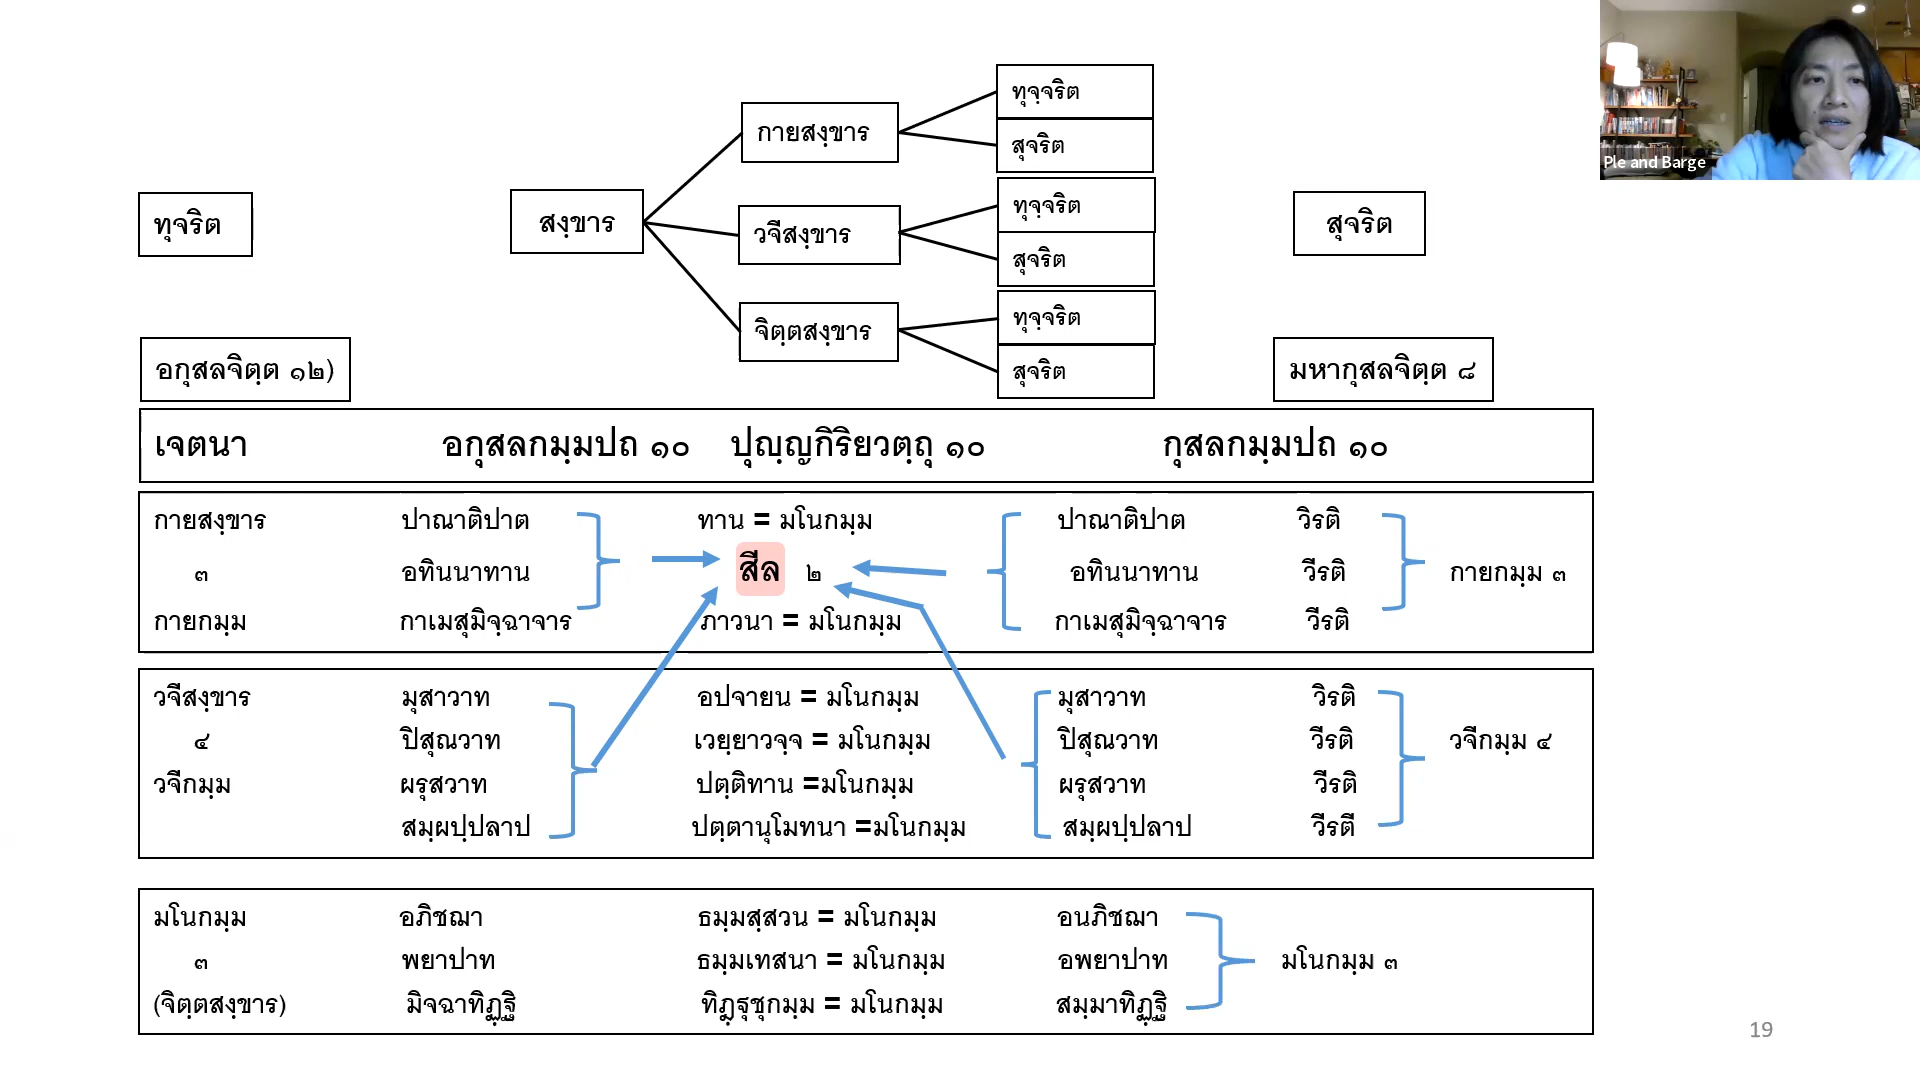 Ple and Barge
ทุจฺจริต
กายสงฺขาร
สุจริต
ทุจริต
สงฺขาร
วจีสงฺขาร
ทุจฺจริต
สุจริต
สุจริต
จิตฺตสงฺขาร
ทุจฺจริต
สุจริต
อกุสลจิตฺต ๑๒)
มหากุสลจิตฺต ๘
เจตนา อกุสลกมฺมปถ ๑๐ ปุญฺญกิริยวตฺถุ ๑๐ กุสลกมฺมปถ ๑๐
กายสงฺขาร ปาณาติปาต ทาน = มโนกมฺม ปาณาติปาต วิรติ
๓ อทินนาทาน สีล ๒ อทินนาทาน วีรติ กายกมฺม ๓
กายกมฺม กาเมสุมิจฺฉาจาร ภาวนา = มโนกมฺม กาเมสุมิจฺฉาจาร วีรติ
วจีสงฺขาร มุสาวาท อปจายน = มโนกมฺม มุสาวาท วิรติ
๔ ปิสุณวาท เวยฺยาวจฺจ = มโนกมฺม ปิสุณวาท วีรติ วจีกมฺม ๔
วจีกมฺม ผรุสวาท ปตฺติทาน =มโนกมฺม ผรุสวาท วีรติ
สมฺผปฺปลาป ปตฺตานุโมทนา =มโนกมฺม สมฺผปฺปลาป วีรตี
มโนกมฺม อภิชฌา ธมฺมสฺสวน = มโนกมฺม อนภิชฌา
๓ พยาปาท ธมฺมเทสนา = มโนกมฺม อพยาปาท มโนกมฺม ๓
(จิตฺตสงฺขาร) มิจฉาทิฏฺฐิ ทิฏฺฐุชุกมฺม = มโนกมฺม สมฺมาทิฏฺฐิ
19